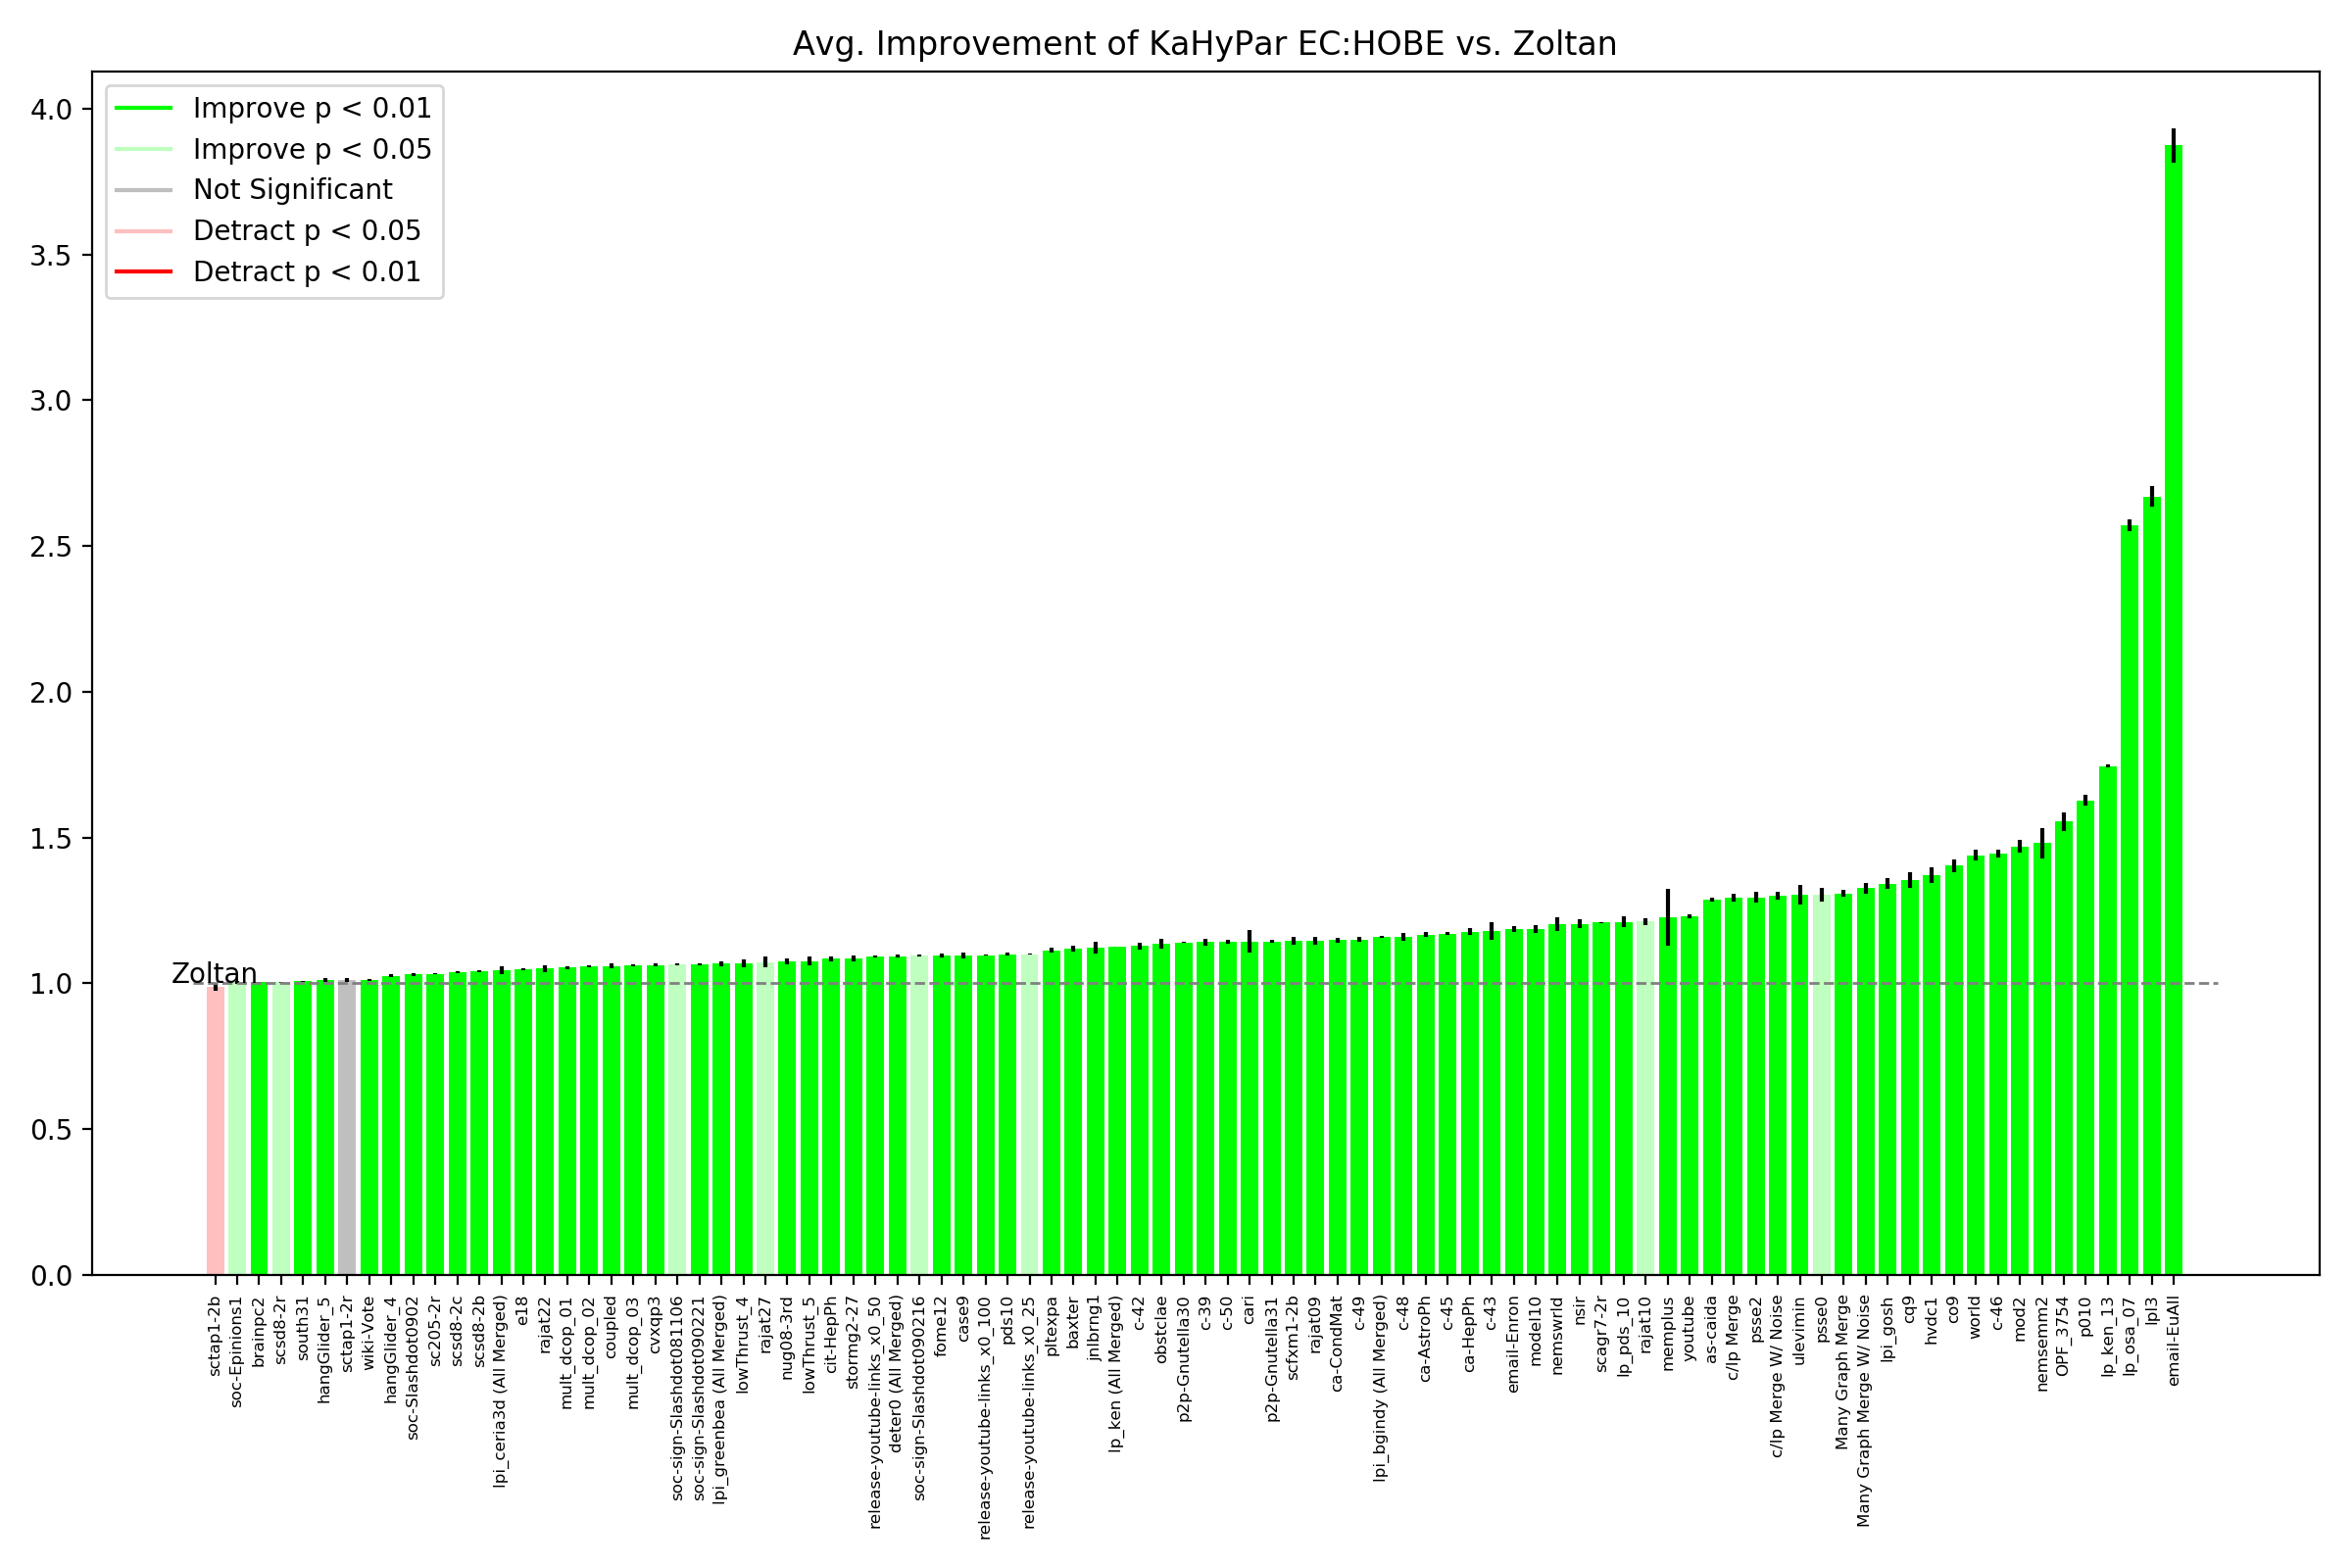 Avg. Improvement of KaHyPar EC:HOBE vs. Zoltan
Improve p < 0.01
Improve p < 0.05
Not Significant
Detract p < 0.05
Detract p < 0.01
4.0
3.5
3.0
2.5
2.0
1.5
1.0
0.5
0.0
Zoltan
sctap1-2b
soc-Epinions1
brainpc2
scsd8-2r
south31
hangGlider_5
sctap1-2r
wiki-Vote
hangGlider_4
soc-Slashdot0902
sc205-2r
scsd8-2c
scsd8-2b
lpi_ceria3d (All Merged)
e18
rajat22
mult_dcop_01
mult_dcop_02
coupled
mult_dcop_03
cvxqp3
soc-sign-Slashdot081106
soc-sign-Slashdot090221
lpi_greenbea (All Merged)
lowThrust_4
rajat27
nug08-3rd
lowThrust_5
cit-HepPh
stormg2-27
release-youtube-links_x0_50
deter0 (All Merged)
soc-sign-Slashdot090216
fome12
case9
release-youtube-links_x0_100
pds10
release-youtube-links_x0_25
pltexpa
baxter
jnlbrng1
lp_ken (All Merged)
c-42
obstclae
p2p-Gnutella30
c-39
c-50
cari
p2p-Gnutella31
scfxm1-2b
rajat09
ca-CondMat
c-49
lpi_bgindy (All Merged)
c-48
ca-AstroPh
c-45
ca-HepPh
c-43
email-Enron
model10
nemswrld
nsir
scagr7-2r
lp_pds_10
rajat10
memplus
youtube
as-caida
c/lp Merge
psse2
c/lp Merge W/ Noise
ulevimin
psse0
Many Graph Merge
Many Graph Merge W/ Noise
lpi_gosh
cq9
hvdc1
co9
world
c-46
mod2
nemsemm2
OPF_3754
p010
lp_ken_13
lp_osa_07
lpl3
email-EuAll